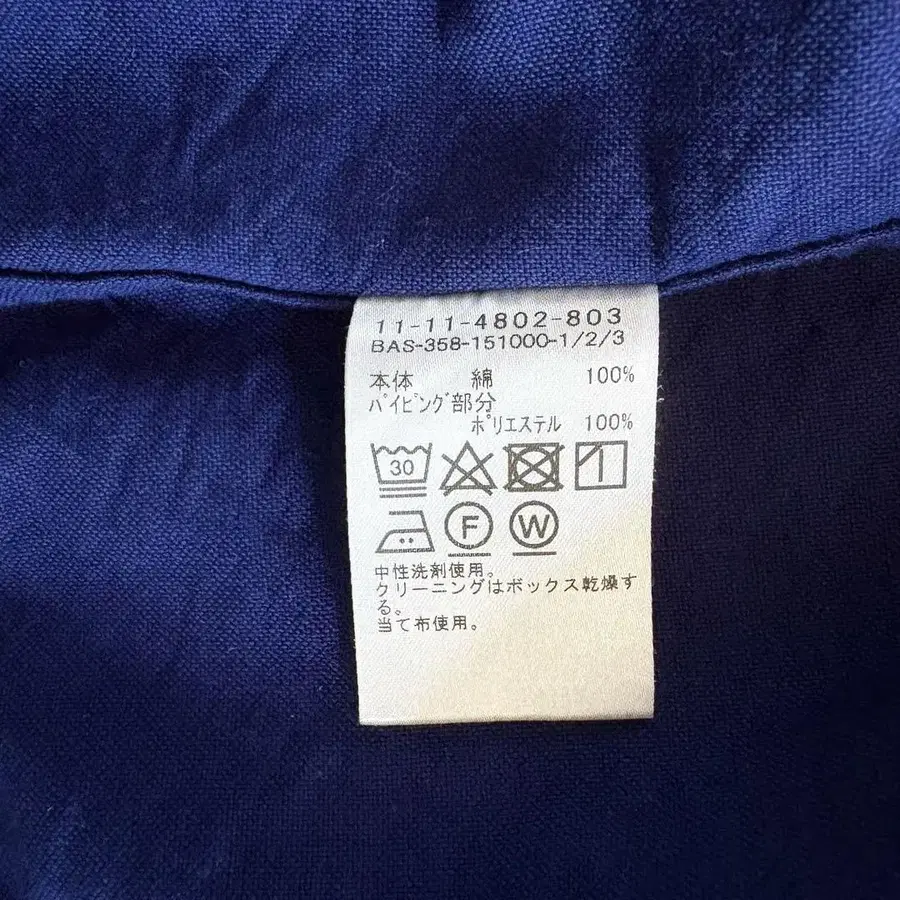 11-11-4802-803
BAS-358-151000-1/2/3
本体 綿 100%
パイピング部分
ポリエステル 100%
30
F W
中性洗剤使用。
クリーニングはボックス乾燥す
る。
当て布使用。